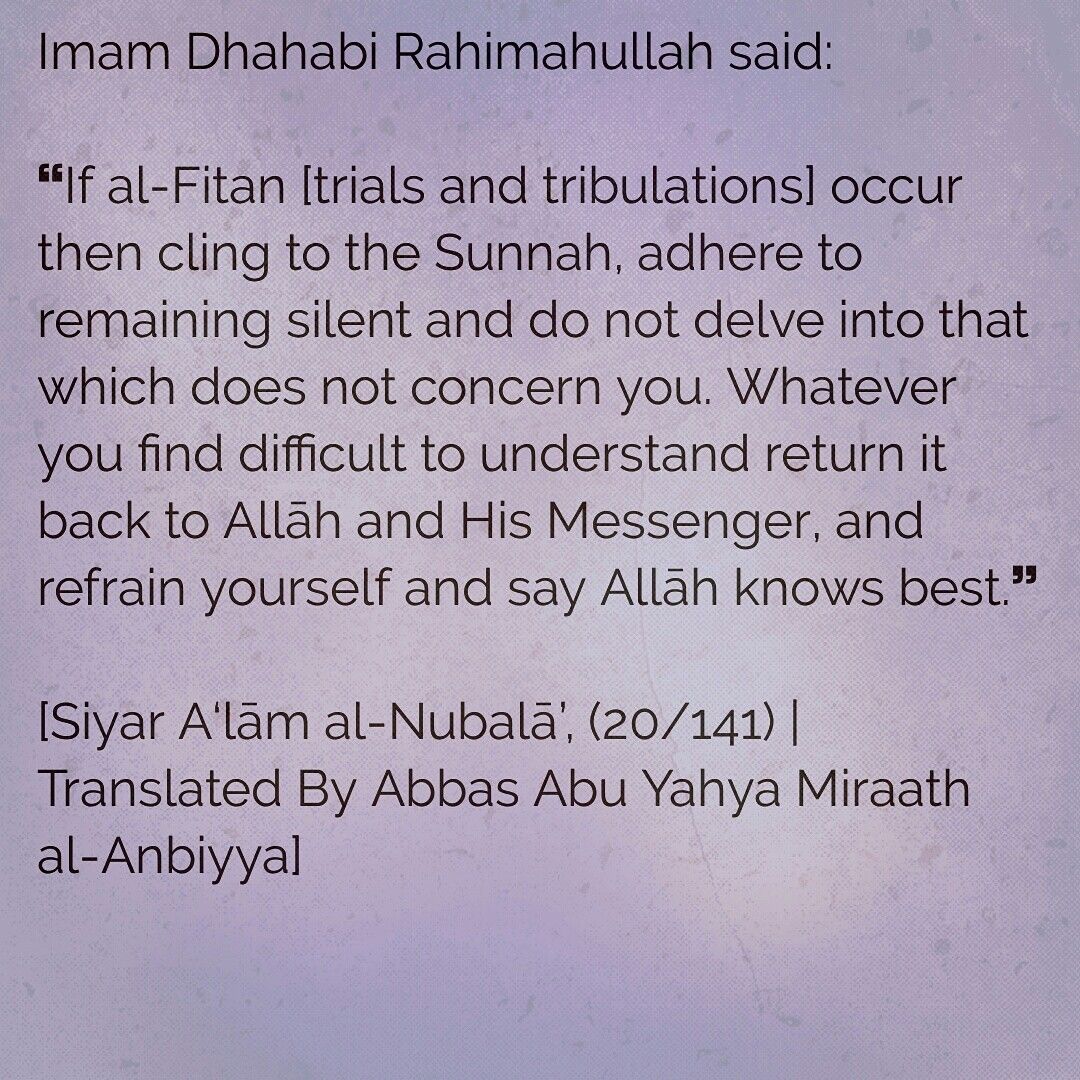 Imam Dhahabi Rahimahullah said:
❝If al-Fitan [trials and tribulations] occur
then cling to the Sunnah, adhere to
remaining silent and do not delve into that
which does not concern you. Whatever
you find difficult to understand return it
back to Allāh and His Messenger, and
refrain yourself and say Allāh knows best.❞
[Siyar A‘lām al-Nubalā’, (20/141) |
Translated By Abbas Abu Yahya Miraath
al-Anbiyya]